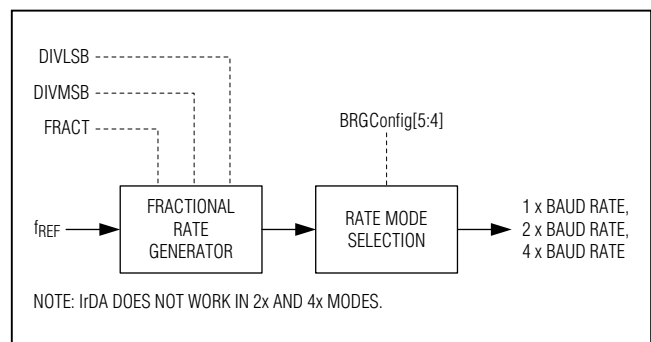 DIVLSB
DIVMSB
FRACT
BRGConfig[5:4]
fREF
FRACTIONAL
RATE
GENERATOR
RATE MODE
SELECTION
1 x BAUD RATE,
2 x BAUD RATE,
4 x BAUD RATE
NOTE: IrDA DOES NOT WORK IN 2x AND 4x MODES.